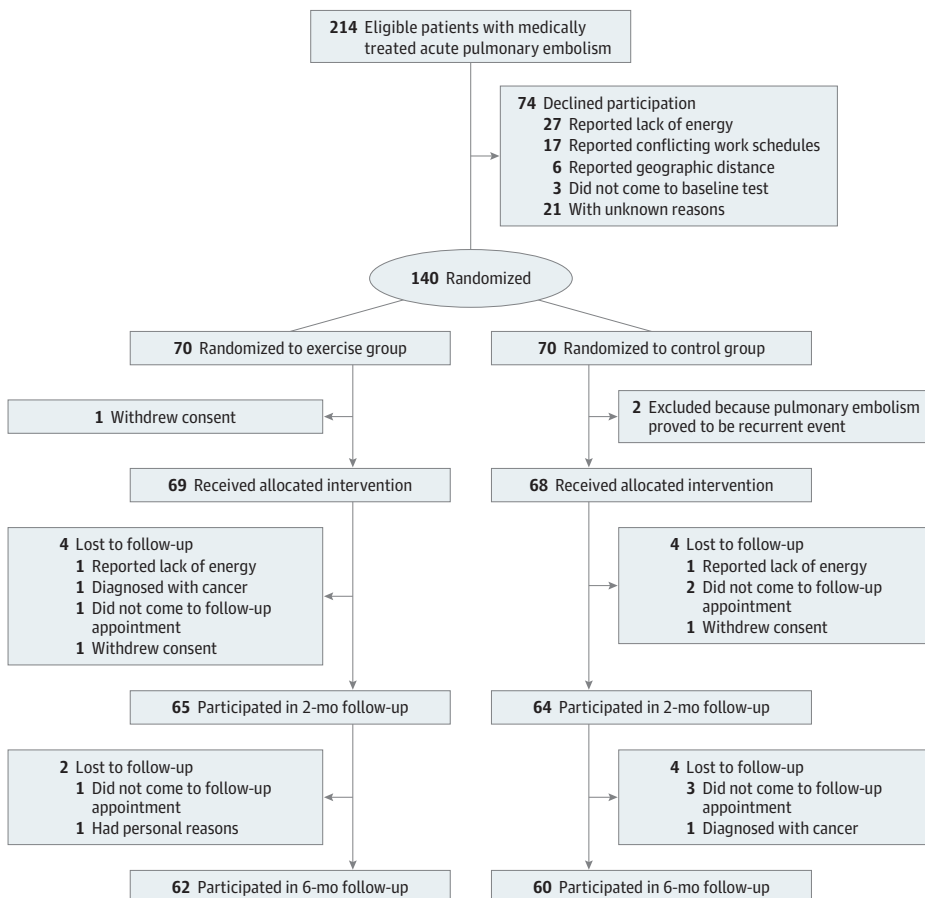 214 Eligible patients with medically
treated acute pulmonary embolism
74 Declined participation
27 Reported lack of energy
17 Reported conflicting work schedules
6 Reported geographic distance
3 Did not come to baseline test
21 With unknown reasons
140 Randomized
70 Randomized to exercise group
70 Randomized to control group
1 Withdrew consent
2 Excluded because pulmonary embolism
proved to be recurrent event
69 Received allocated intervention
68 Received allocated intervention
4 Lost to follow-up
1 Reported lack of energy
1 Diagnosed with cancer
1 Did not come to follow-up
appointment
1 Withdrew consent
4 Lost to follow-up
1 Reported lack of energy
2 Did not come to follow-up
appointment
1 Withdrew consent
65 Participated in 2-mo follow-up
64 Participated in 2-mo follow-up
2 Lost to follow-up
1 Did not come to follow-up
appointment
1 Had personal reasons
4 Lost to follow-up
3 Did not come to follow-up
appointment
1 Diagnosed with cancer
62 Participated in 6-mo follow-up
60 Participated in 6-mo follow-up